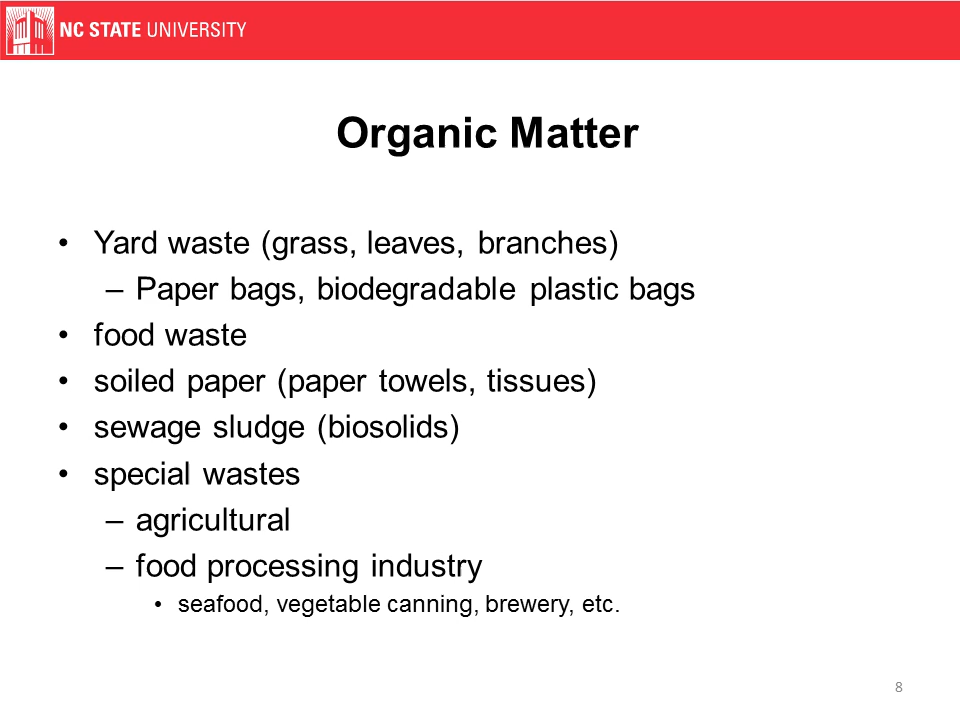 NC STATE UNIVERSITY
Organic Matter
• Yard waste (grass, leaves, branches)
– Paper bags, biodegradable plastic bags
• food waste
• soiled paper (paper towels, tissues)
• sewage sludge (biosolids)
• special wastes
– agricultural
– food processing industry
• seafood, vegetable canning, brewery, etc.
8